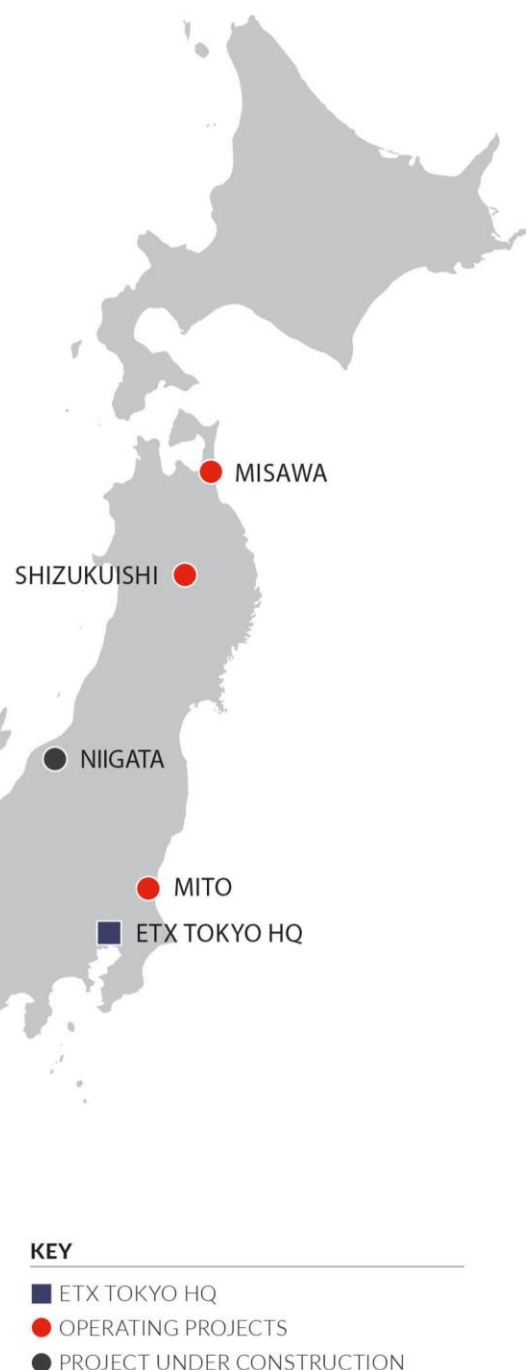 MISAWA
SHIZUKUISHI
NIIGATA
MITO
ETX TOKYO HQ
KEY
ETX TOKYO HQ
OPERATING PROJECTS
PROJECT UNDER CONSTRUCTION